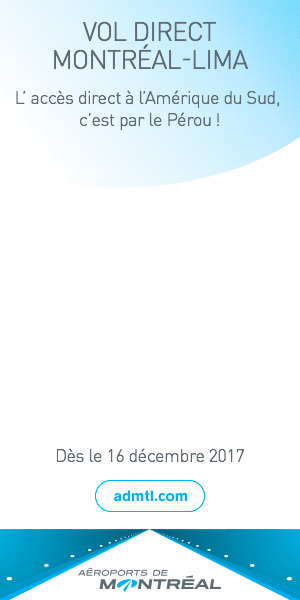 VOL DIRECT
MONTRÉAL-LIMA
L’ accès direct à l’Amérique du Sud,
c’est par le Pérou !
Dès le 16 décembre 2017
admtl.com
AÉROPORTS DE
MONTRÉAL